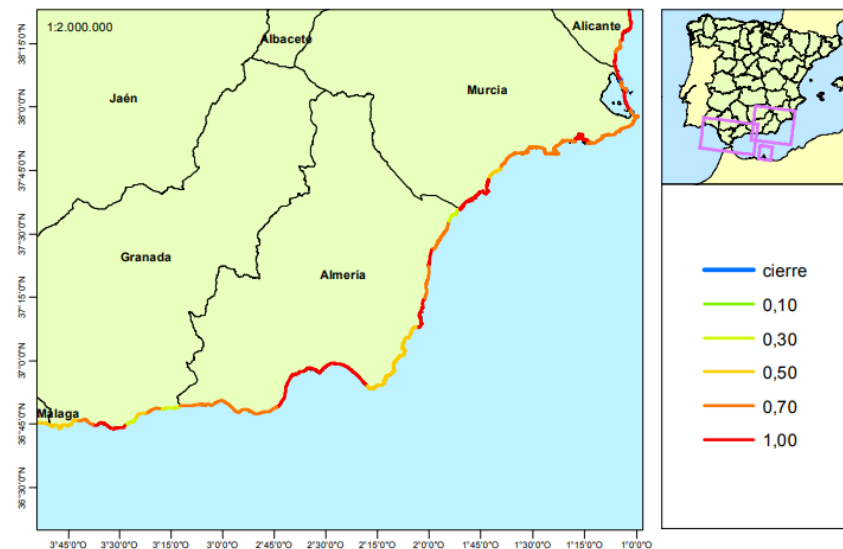 1:2.000.000
Alicante
Albacete
Murcia
Jaén
Granada
Almería
Málaga
38°15'0"N
38°0'0"N
37°45'0"N
37°30'0"N
37°15'0"N
37°0'0"N
36°45'0"N
36°30'0"N
3°45'0"O
3°30'0"O
3°15'0"O
3°0'0"O
2°45'0"O
2°30'0"O
2°15'0"O
2°0'0"O
1°45'0"O
1°30'0"O
1°15'0"O
1°0'0"O
cierre
0,10
0,30
0,50
0,70
1,00